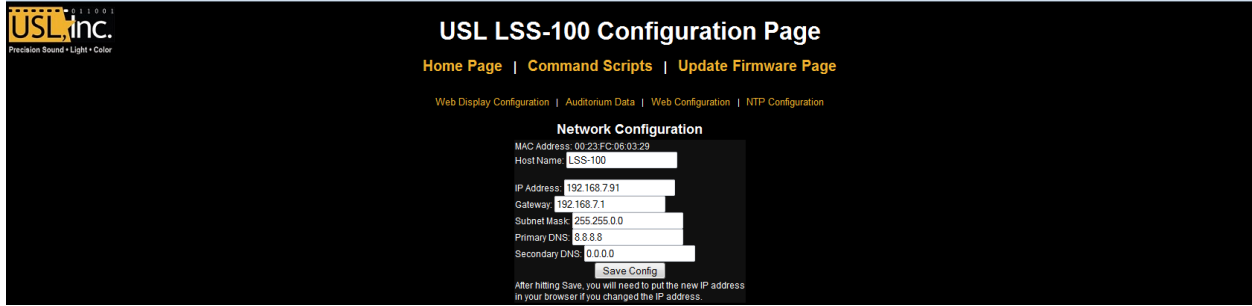 011001
USL, Inc.
Precision Sound • Light • Color
USL LSS-100 Configuration Page
Home Page | Command Scripts | Update Firmware Page
Web Display Configuration | Auditorium Data | Web Configuration | NTP Configuration
Network Configuration
MAC Address: 00:23:FC:06:03:29
Host Name: LSS-100
IP Address: 192.168.7.91
Gateway: 192.168.7.1
Subnet Mask: 255.255.0.0
Primary DNS: 8.8.8.8
Secondary DNS: 0.0.0.0
Save Config
After hitting Save, you will need to put the new IP address
in your browser if you changed the IP address.